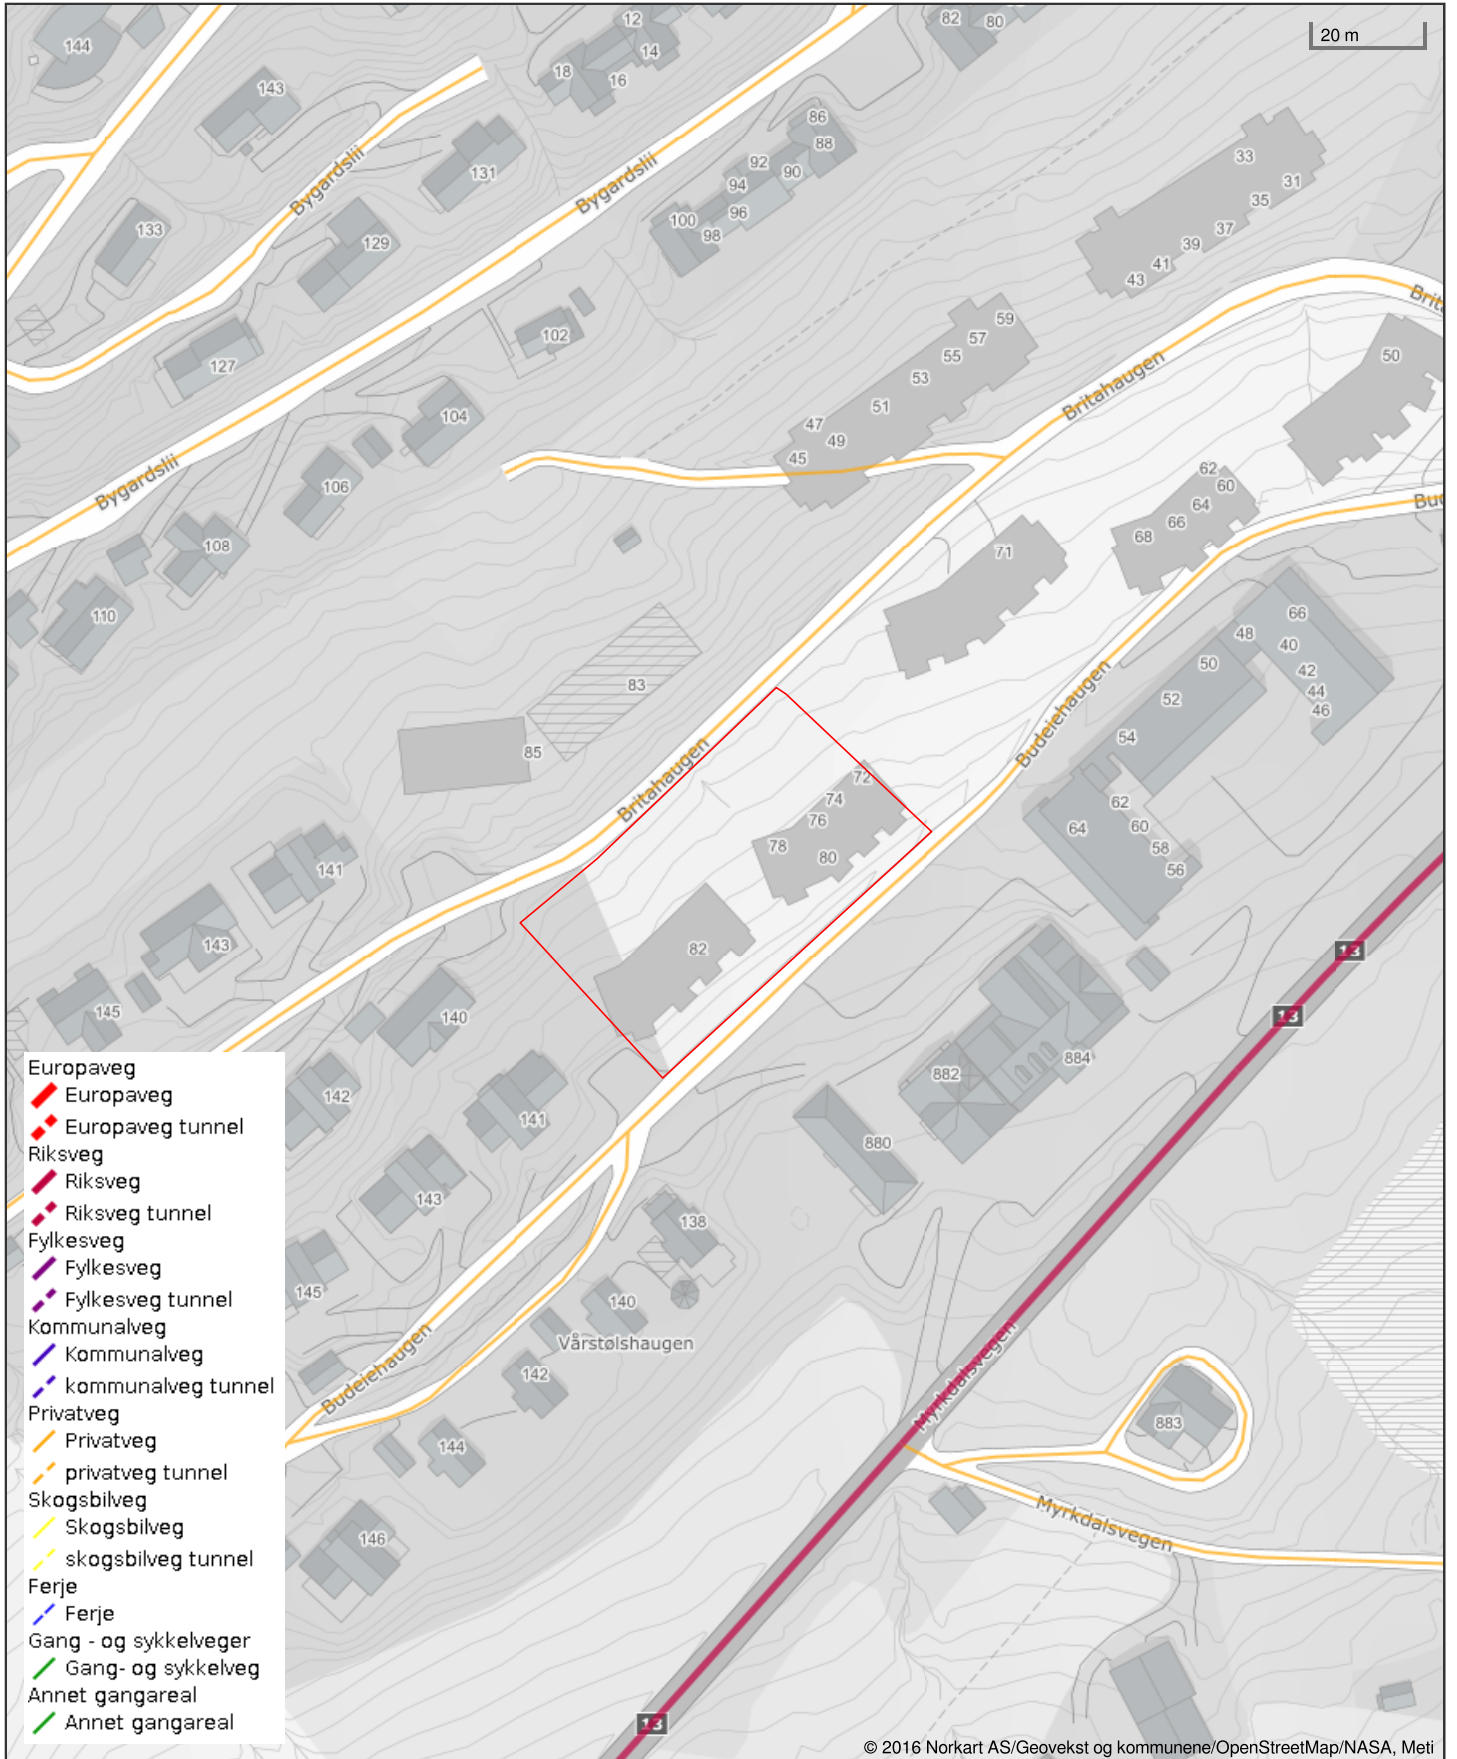 20 m
12
82
80
144
14
18
16
143
86
88
33
92
90
131
94
31
Bygardslii
Bygardslii
35
96
100
37
133
98
39
129
41
43
Brit
59
102
57
127
55
50
53
Britahaugen
51
104
47
49
45
Bygardslii
62
106
60
64
Bud
66
68
108
71
110
66
48
40
50
42
83
44
52
46
Budeiehaugen
54
85
Britahaugen
72
74
62
76
60
64
78
58
80
141
56
143
82
13
145
140
13
884
882
142
141
880
143
138
145
140
Vårstølshaugen
142
Budeiehaugen
Myrkdalsvegen
883
144
Myrkdalsvegen
146
13
Europaveg
Europaveg
Europaveg tunnel
Riksveg
Riksveg
Riksveg tunnel
Fylkesveg
Fylkesveg
Fylkesveg tunnel
Kommunalveg
Kommunalveg
kommunalveg tunnel
Privatveg
Privatveg
privatveg tunnel
Skogsbilveg
Skogsbilveg
skogsbilveg tunnel
Ferje
Ferje
Gang - og sykkelveger
Gang- og sykkelveg
Annet gangareal
Annet gangareal
© 2016 Norkart AS/Geovekst og kommunene/OpenStreetMap/NASA, Meti